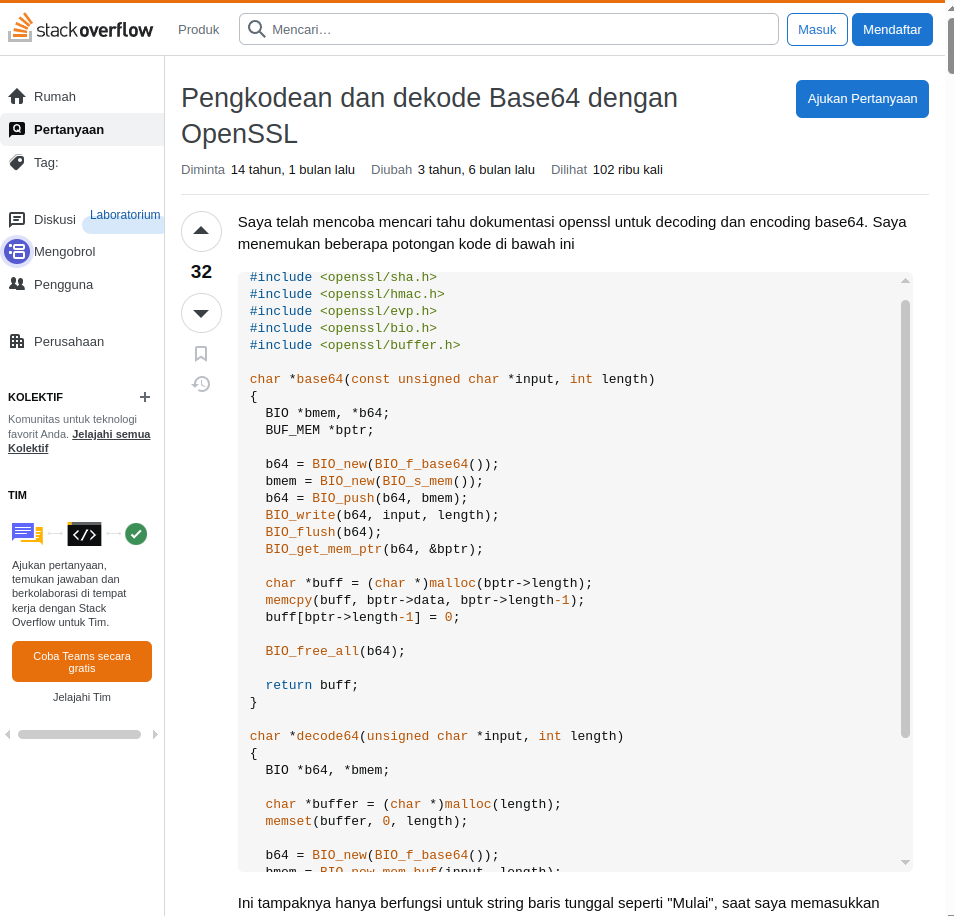 stackoverflow
Produk
Mencari…
Masuk
Mendaftar
Rumah
Pertanyaan
Tag:
Diskusi
Laboratorium
Mengobrol
Pengguna
Perusahaan
KOLEKTIF
Komunitas untuk teknologi
favorit Anda. Jelajahi semua
Kolektif
TIM
</>
Ajukan pertanyaan,
temukan jawaban dan
berkolaborasi di tempat
kerja dengan Stack
Overflow untuk Tim.
Coba Teams secara
gratis
Jelajahi Tim
Pengkodean dan dekode Base64 dengan
OpenSSL
Ajukan Pertanyaan
Diminta 14 tahun, 1 bulan lalu Diubah 3 tahun, 6 bulan lalu Dilihat 102 ribu kali
32
Saya telah mencoba mencari tahu dokumentasi openssl untuk decoding dan encoding base64. Saya
menemukan beberapa potongan kode di bawah ini
#include <openssl/sha.h>
#include <openssl/hmac.h>
#include <openssl/evp.h>
#include <openssl/bio.h>
#include <openssl/buffer.h>
char *base64(const unsigned char *input, int length)
{
BIO *bmem, *b64;
BUF_MEM *bptr;
b64 = BIO_new(BIO_f_base64());
bmem = BIO_new(BIO_s_mem());
b64 = BIO_push(b64, bmem);
BIO_write(b64, input, length);
BIO_flush(b64);
BIO_get_mem_ptr(b64, &bptr);
char *buff = (char *)malloc(bptr->length);
memcpy(buff, bptr->data, bptr->length-1);
buff[bptr->length-1] = 0;
BIO_free_all(b64);
return buff;
}
char *decode64(unsigned char *input, int length)
{
BIO *b64, *bmem;
char *buffer = (char *)malloc(length);
memset(buffer, 0, length);
b64 = BIO_new(BIO_f_base64());
bmem = BIO_new_mem_buf(input, length);
Ini tampaknya hanya berfungsi untuk string baris tunggal seperti "Mulai", saat saya memasukkan